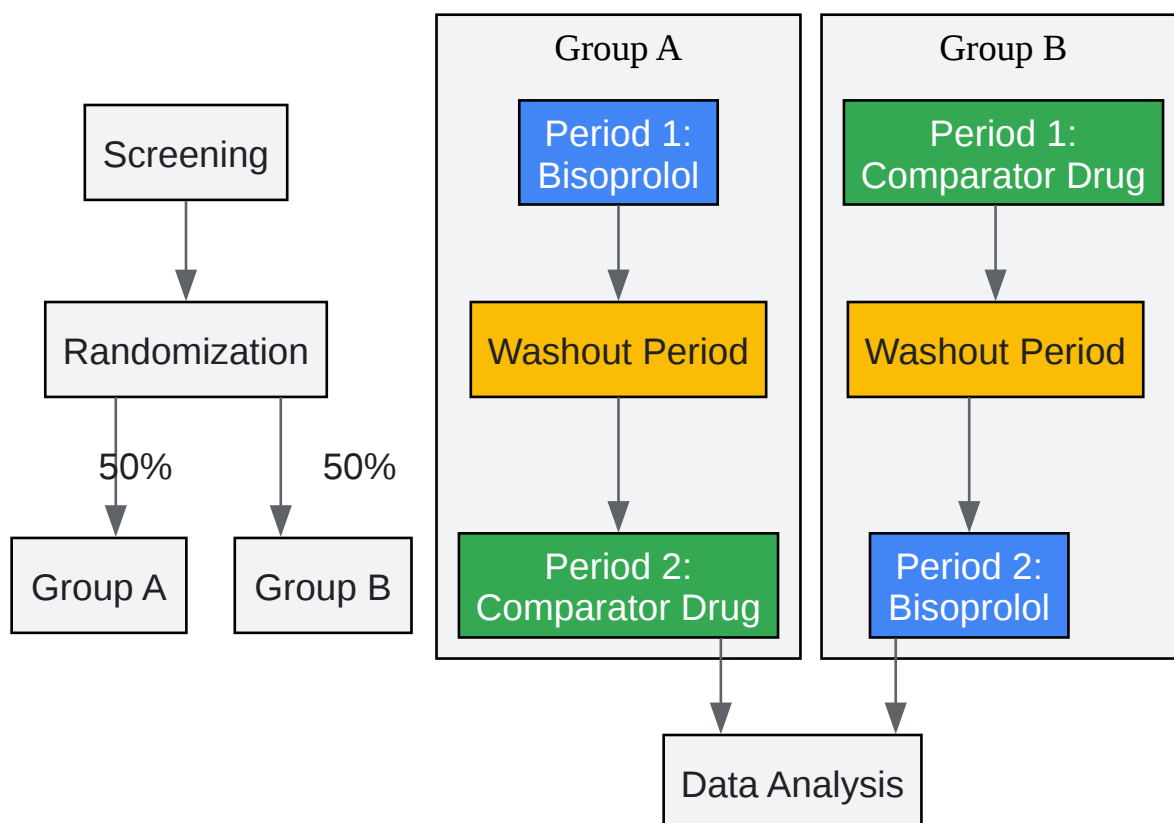 Screening
Randomization
50%
50%
Group A
Group B
Group A
Period 1:
Bisoprolol
Washout Period
Period 2:
Comparator Drug
Group B
Period 1:
Comparator Drug
Washout Period
Period 2:
Bisoprolol
Data Analysis